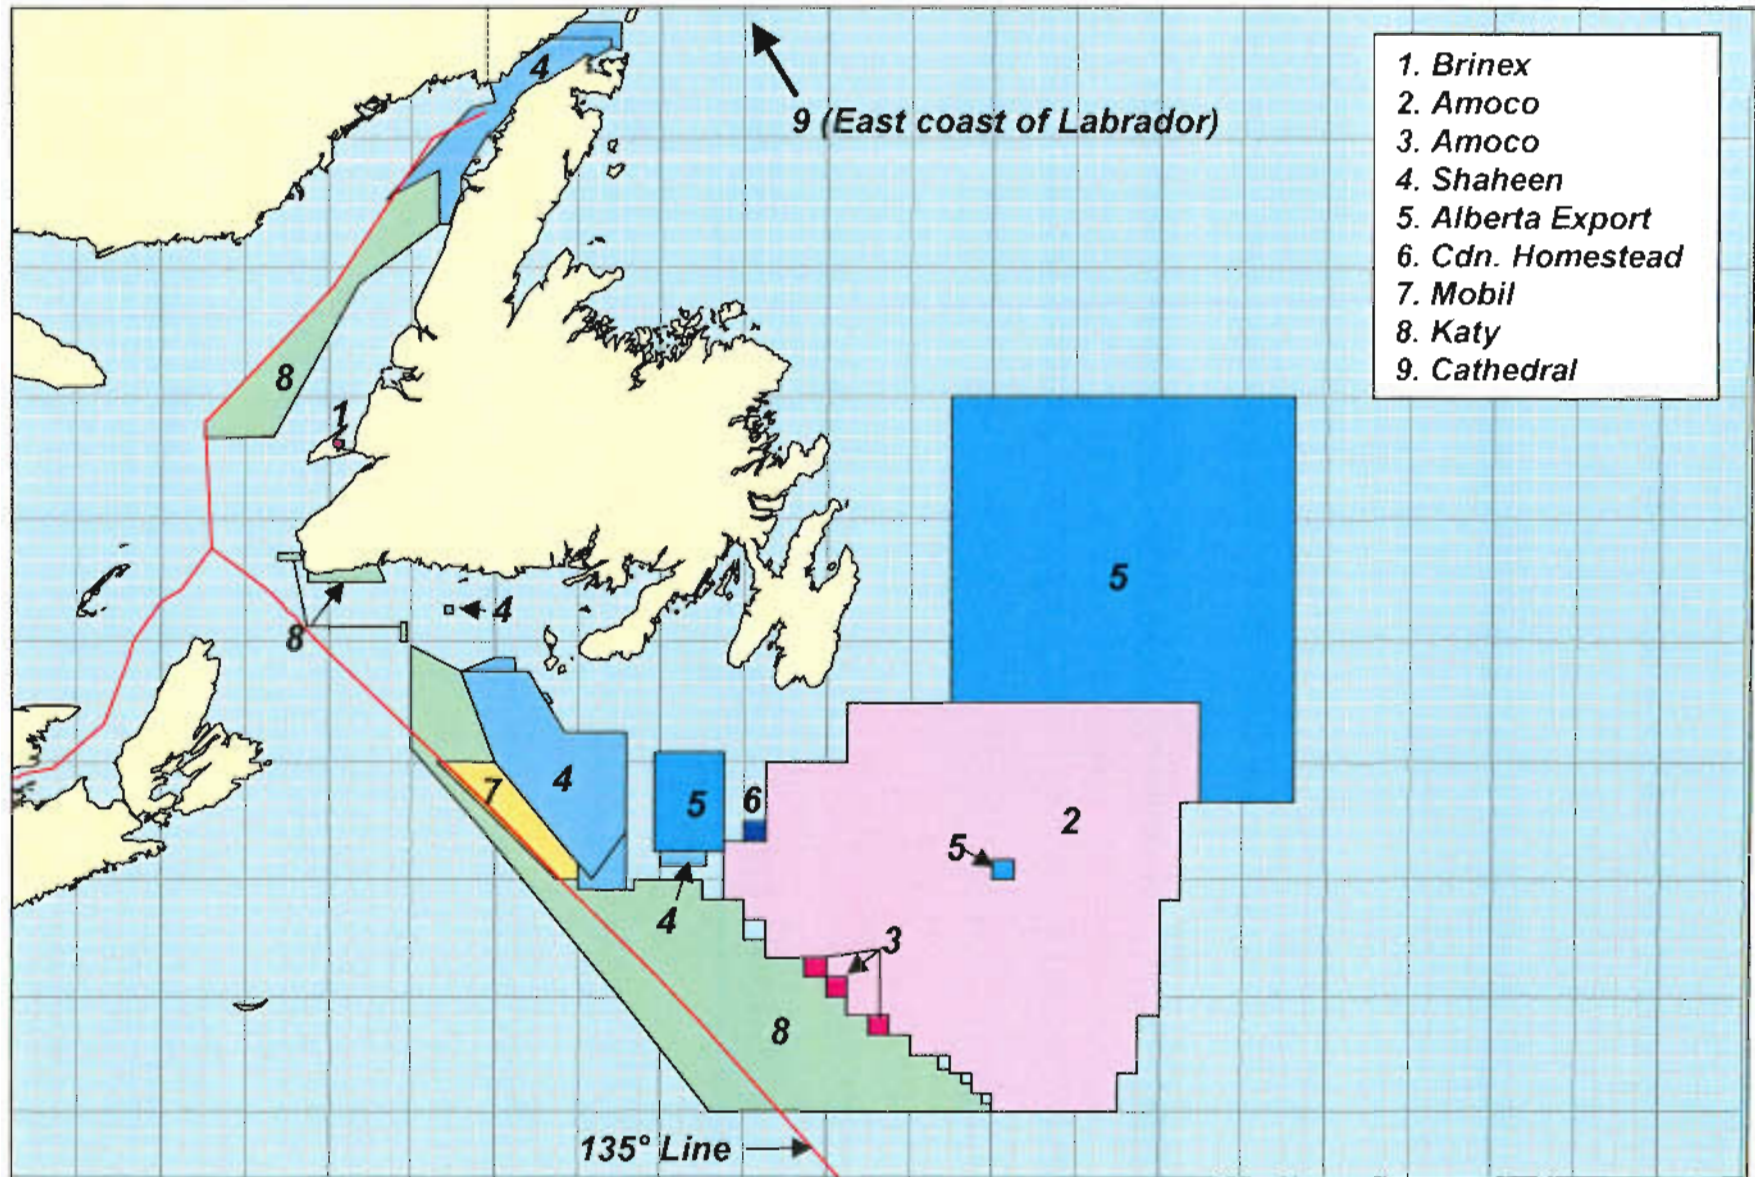 4
9 (East coast of Labrador)
1. Brinex
2. Amoco
3. Amoco
4. Shaheen
5. Alberta Export
6. Cdn. Homestead
7. Mobil
8. Katy
9. Cathedral
8
1
5
4
8
7
4
5
6
2
5
4
3
8
135° Line